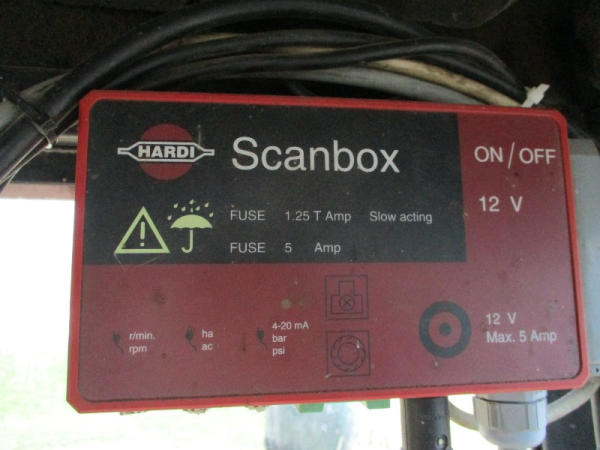 HARDI
Scanbox
ON/OFF
12 V
FUSE 1.25 T Amp Slow acting
FUSE 5 Amp
r/min.
rpm
ha
ac
4-20 mA
bar
psi
12 V
Max. 5 Amp